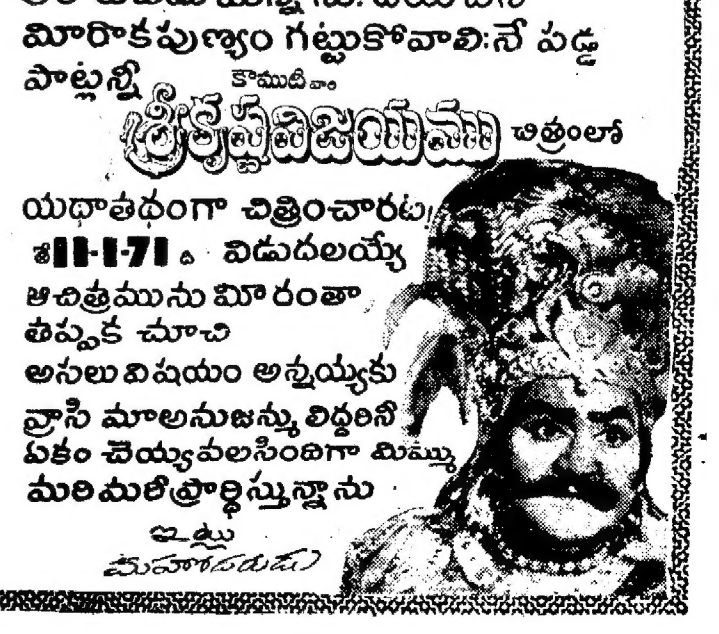 మీరొకపుణ్యం గట్టుకోవాలి:నే పడ్డ
పాట్లన్ని కాముటివారి
శ్రీకృష్ణవిజయము చిత్రంలో
యథాతథంగా చిత్రించారట!
తే 11-1-71 ది విడుదలయ్యే
ఆచిత్రమును మీరంతా
తప్పక చూచి
అసలువిషయం అన్నయ్యకు
వ్రాసి మాఅనుజన్ము లిద్దరినీ
ఏకం చెయ్యవలసిందిగా మిమ్ము
మరిమరీప్రార్థిస్తున్నాను
ఇట్లు
మహోదరుడు